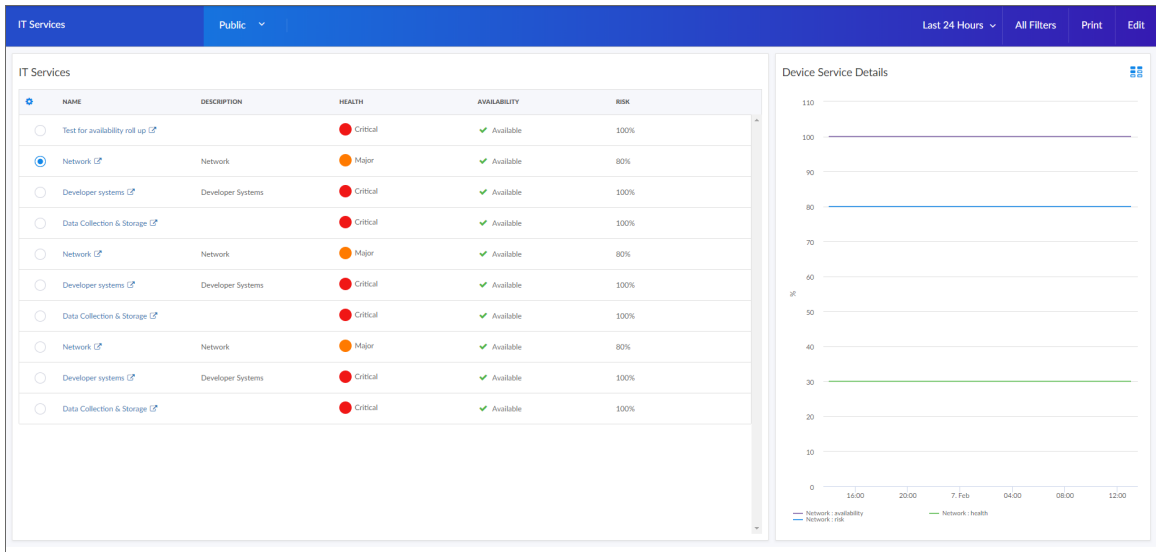 IT Services Public Last 24 Hours All Filters Print Edit
IT Services
NAME DESCRIPTION HEALTH AVAILABILITY RISK
Test for availability roll up Critical Available 100%
Network Network Major Available 80%
Developer systems Developer Systems Critical Available 100%
Data Collection & Storage Critical Available 100%
Network Network Major Available 80%
Developer systems Developer Systems Critical Available 100%
Data Collection & Storage Critical Available 100%
Network Network Major Available 80%
Developer systems Developer Systems Critical Available 100%
Data Collection & Storage Critical Available 100%
Device Service Details
110
100
90
80
70
60
%
50
40
30
20
10
0
16:00 20:00 7. Feb 04:00 08:00 12:00
Network : availability Network : health
Network : risk